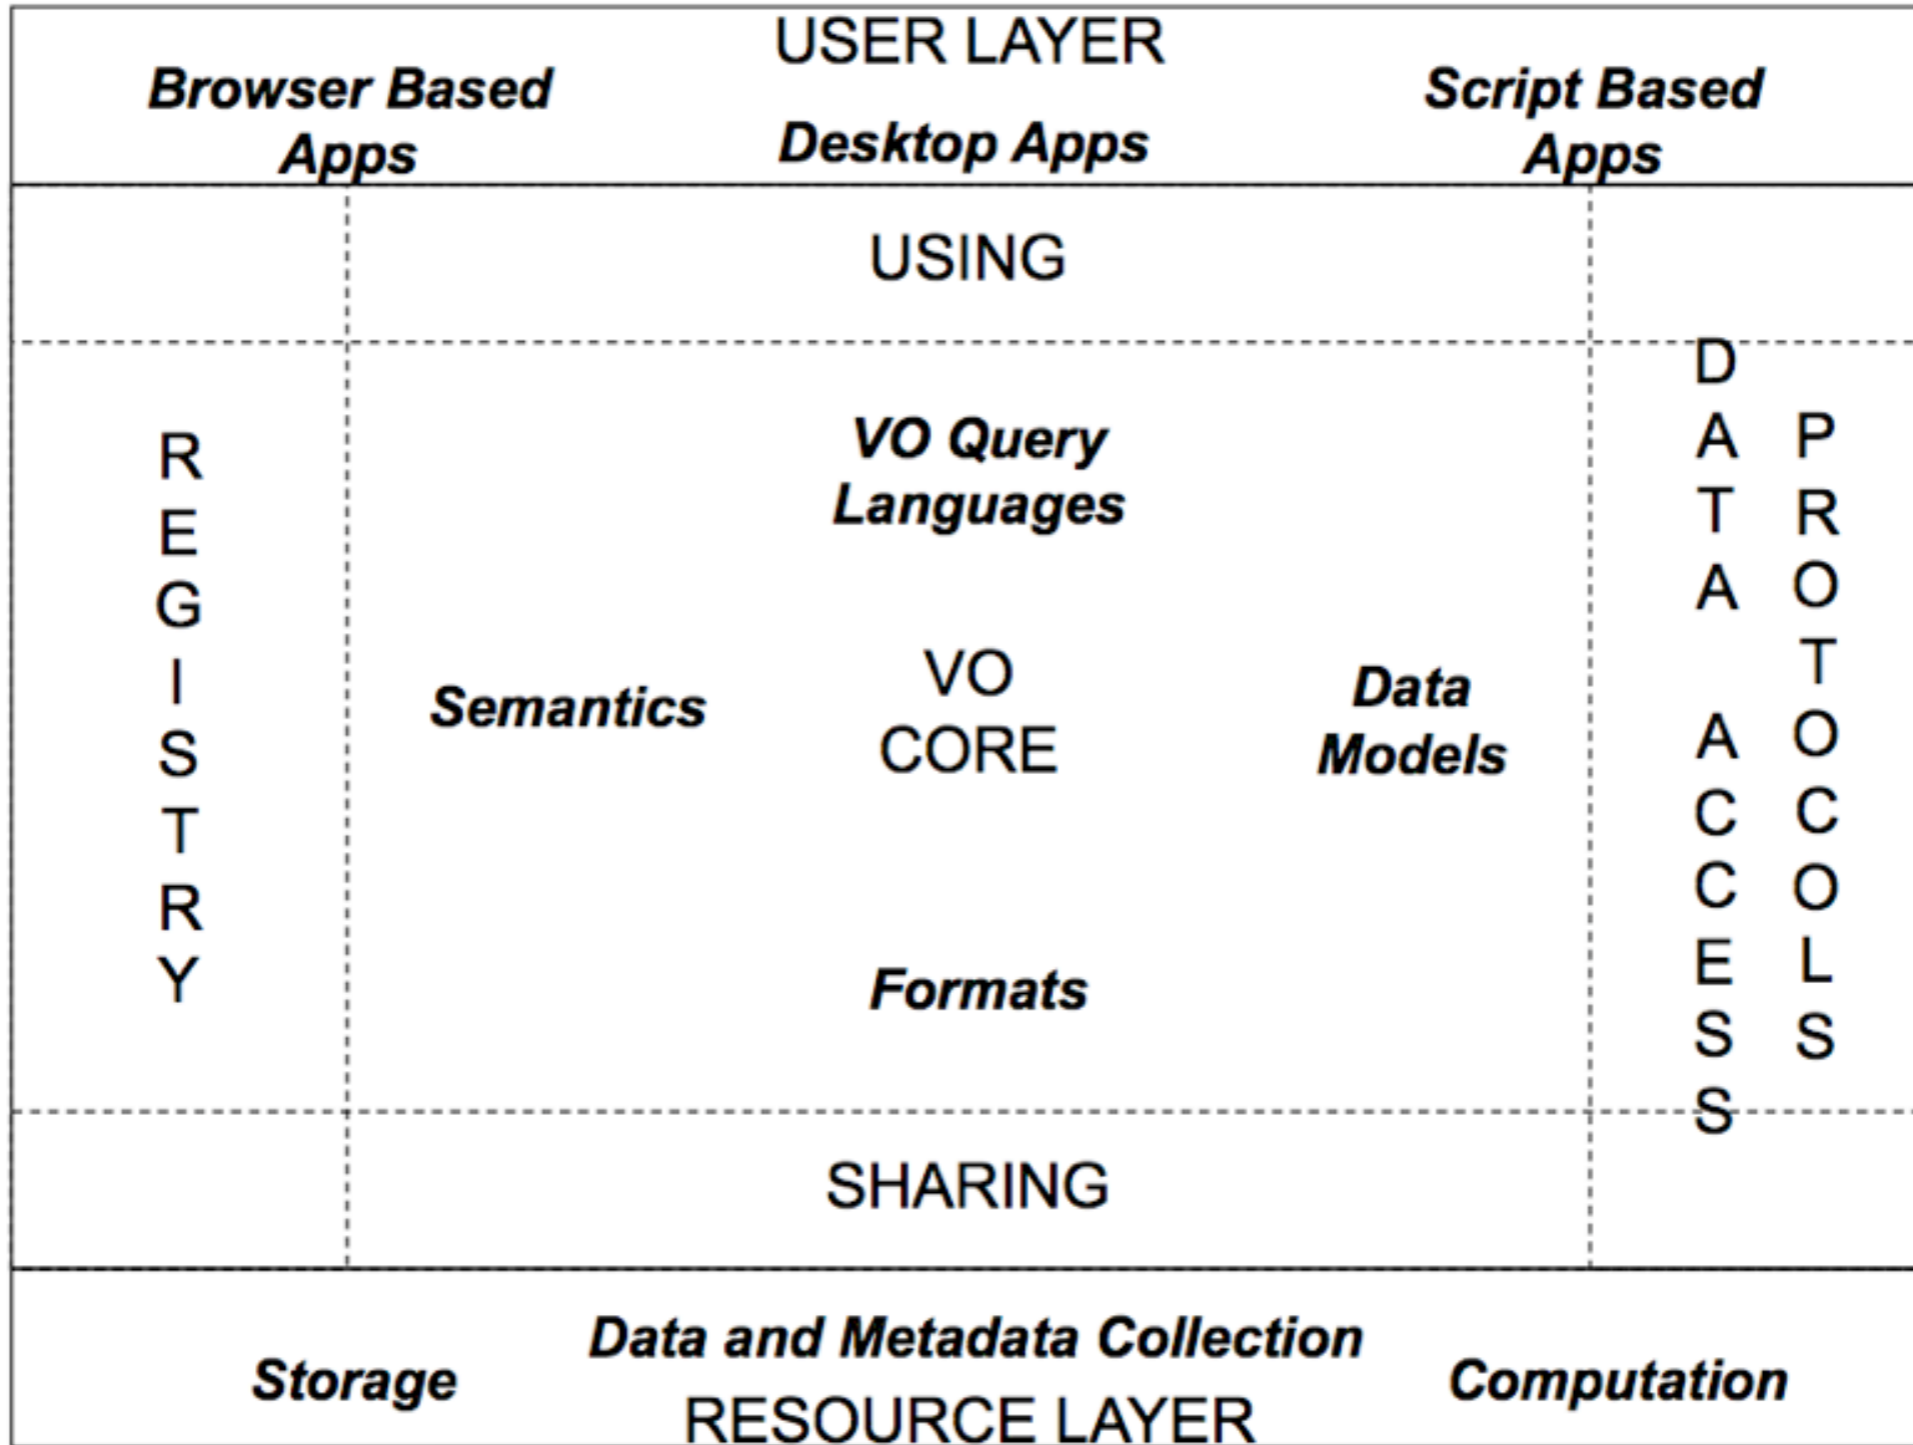 USER LAYER
Browser Based
Apps
Desktop Apps
Script Based
Apps
USING
REGISTRY
VO Query
Languages
Semantics
VO
CORE
Data
Models
Formats
DATA ACCESS
PROTOCOLS
SHARING
Storage
Data and Metadata Collection
Computation
RESOURCE LAYER